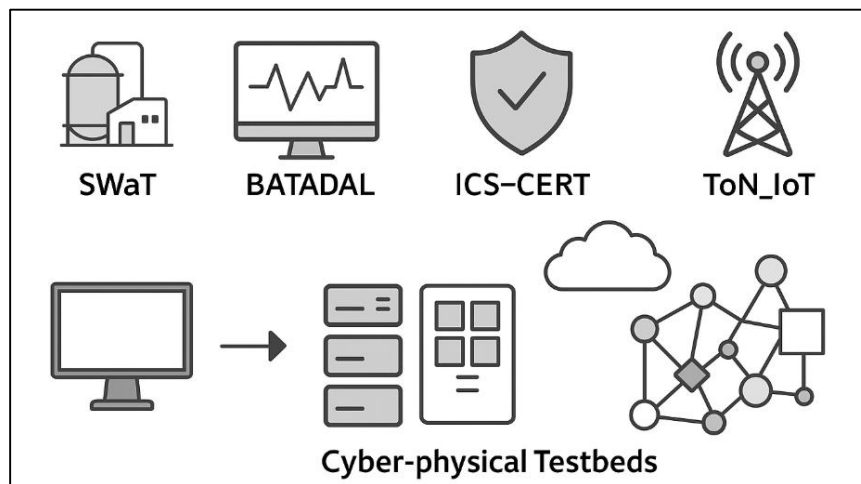 SWaT
BATADAL
ICS–CERT
ToN_IoT
Cyber-physical Testbeds